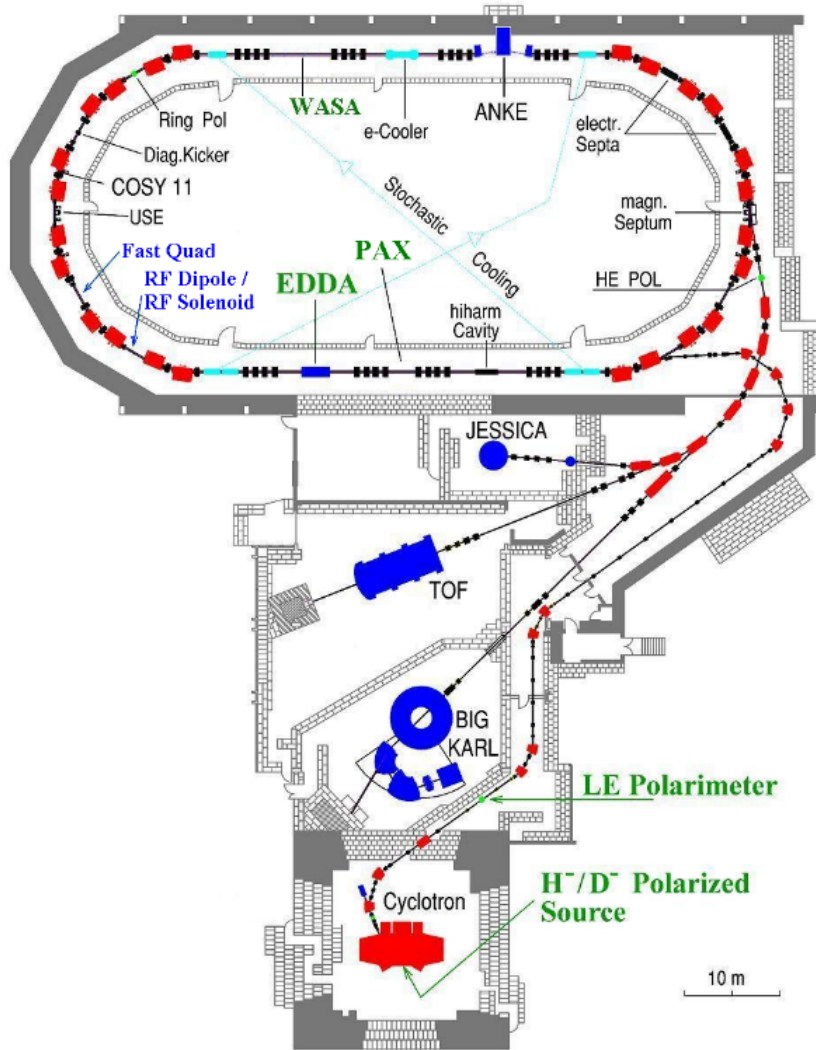 WASA
Ring Pol
e-Cooler
ANKE
electr.
Septa
Diag.Kicker
COSY 11
USE
Stochastic
Cooling
magn.
Septum
Fast Quad
RF Dipole /
RF Solenoid
EDDA
PAX
hiharm
Cavity
HE POL
JESSICA
TOF
BIG
KARL
LE Polarimeter
Cyclotron
H⁻/D⁻ Polarized
Source
10 m